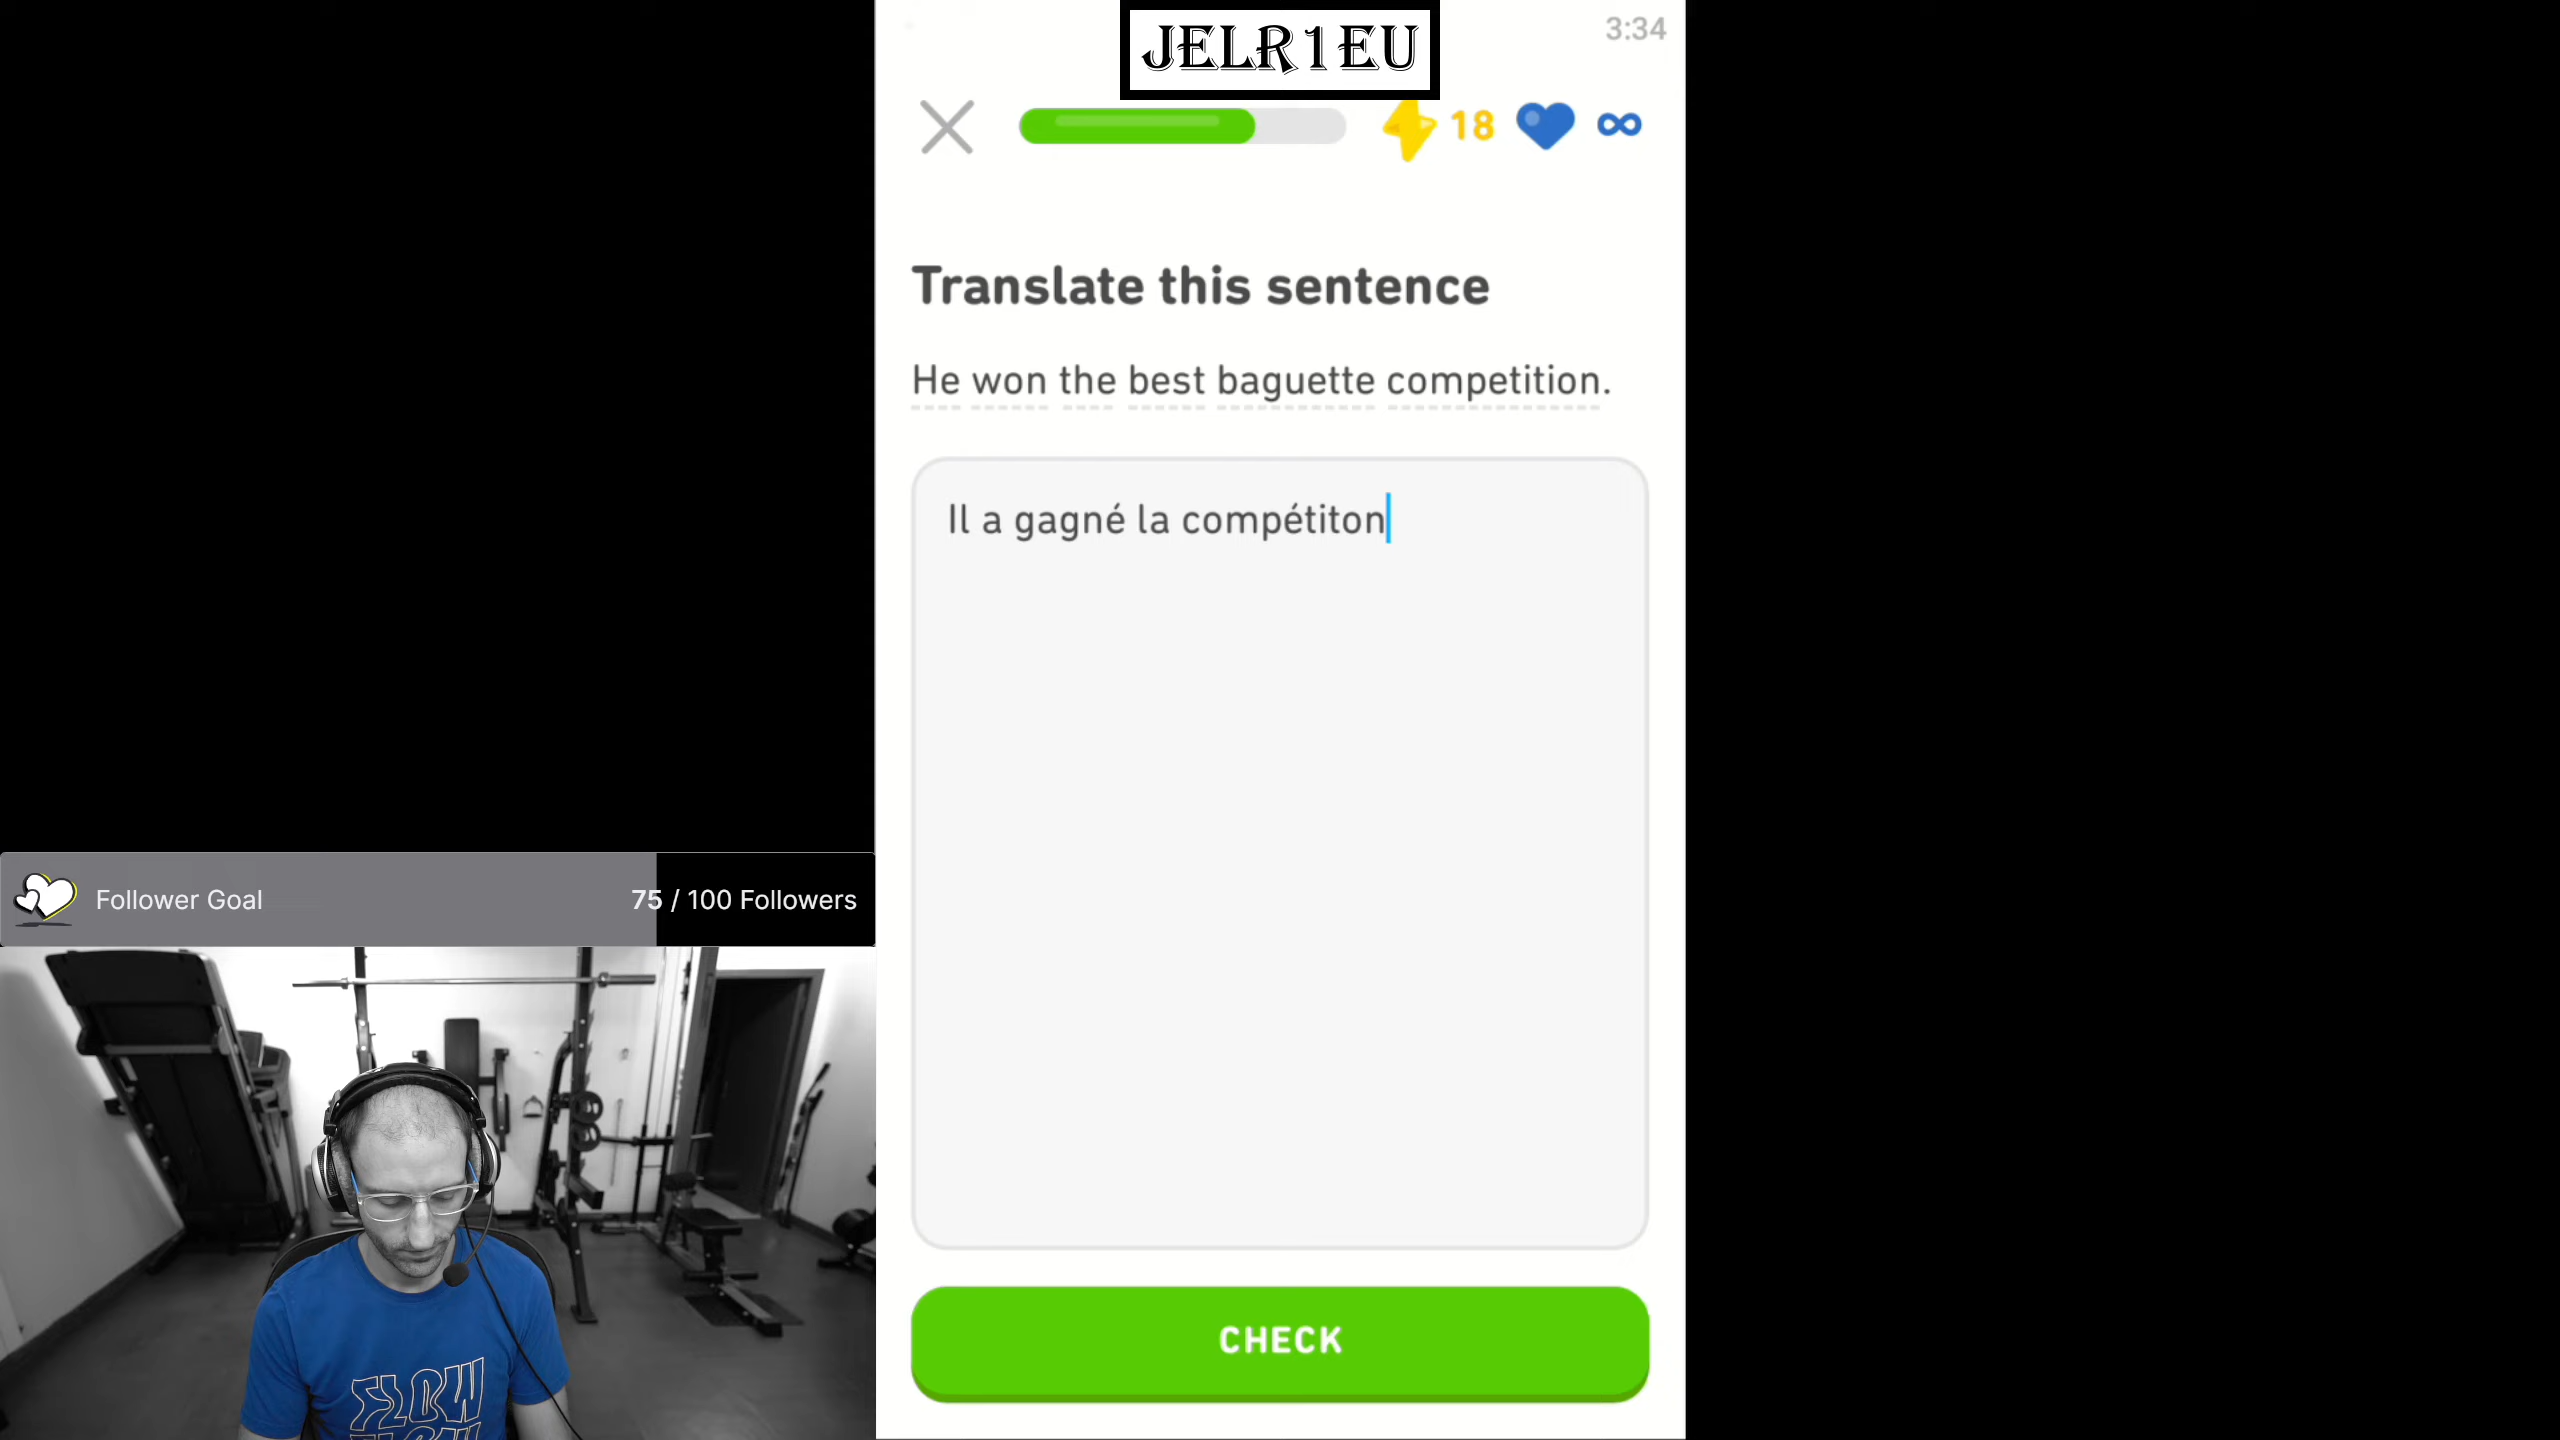 JELR1EU
3:34
18
∞
Translate this sentence
He won the best baguette competition.
Il a gagné la compétiton
Follower Goal
75 / 100 Followers
FLOW
CHECK